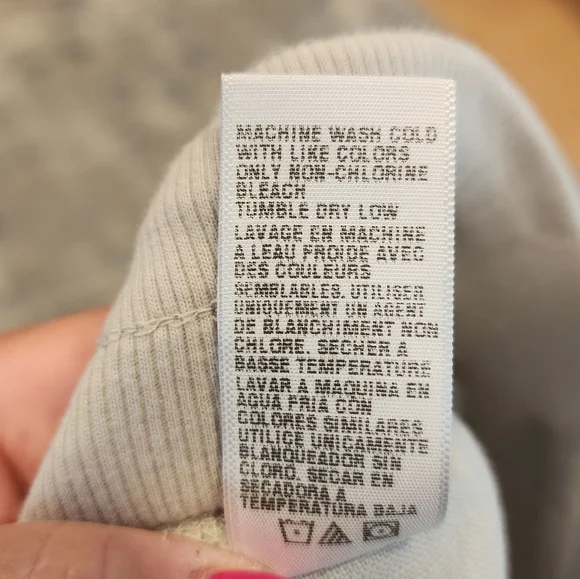 MACHINE WASH COLD
WITH LIKE COLORS
ONLY NON-CHLORINE
BLEACH
TUMBLE DRY LOW
LAVAGE EN MACHINE
A LEAU FROIDE AVEC
DES COULEURS
SEMBLABLES. UTILISER
UNIQUEMENT UN AGENT
DE BLANCHIMENT NON
CHLORE. SECHER A
BASSE TEMPERATURE
LAVAR A MAQUINA EN
AGUA FRIA CON
COLORES SIMILARES
UTILICE UNICAMENTE
BLANQUEADOR SIN
CLORO. SECAR EN
SECADORA A
TEMPERATURA BAJA